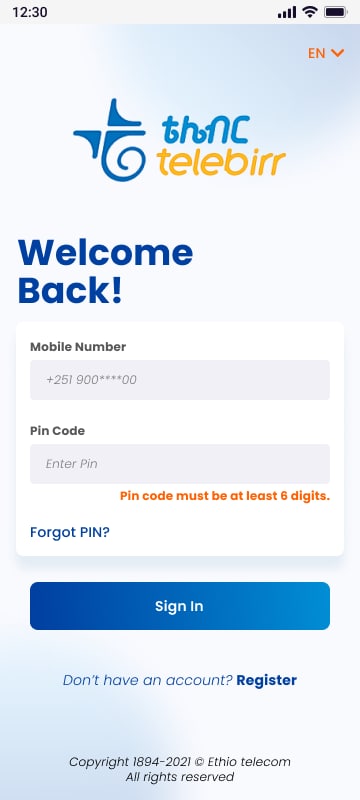 12:30
EN
ቴሌብር
telebirr
Welcome
Back!
Mobile Number
+251 900****00
Pin Code
Enter Pin
Pin code must be at least 6 digits.
Forgot PIN?
Sign In
Don’t have an account? Register
Copyright 1894-2021 © Ethio telecom
All rights reserved